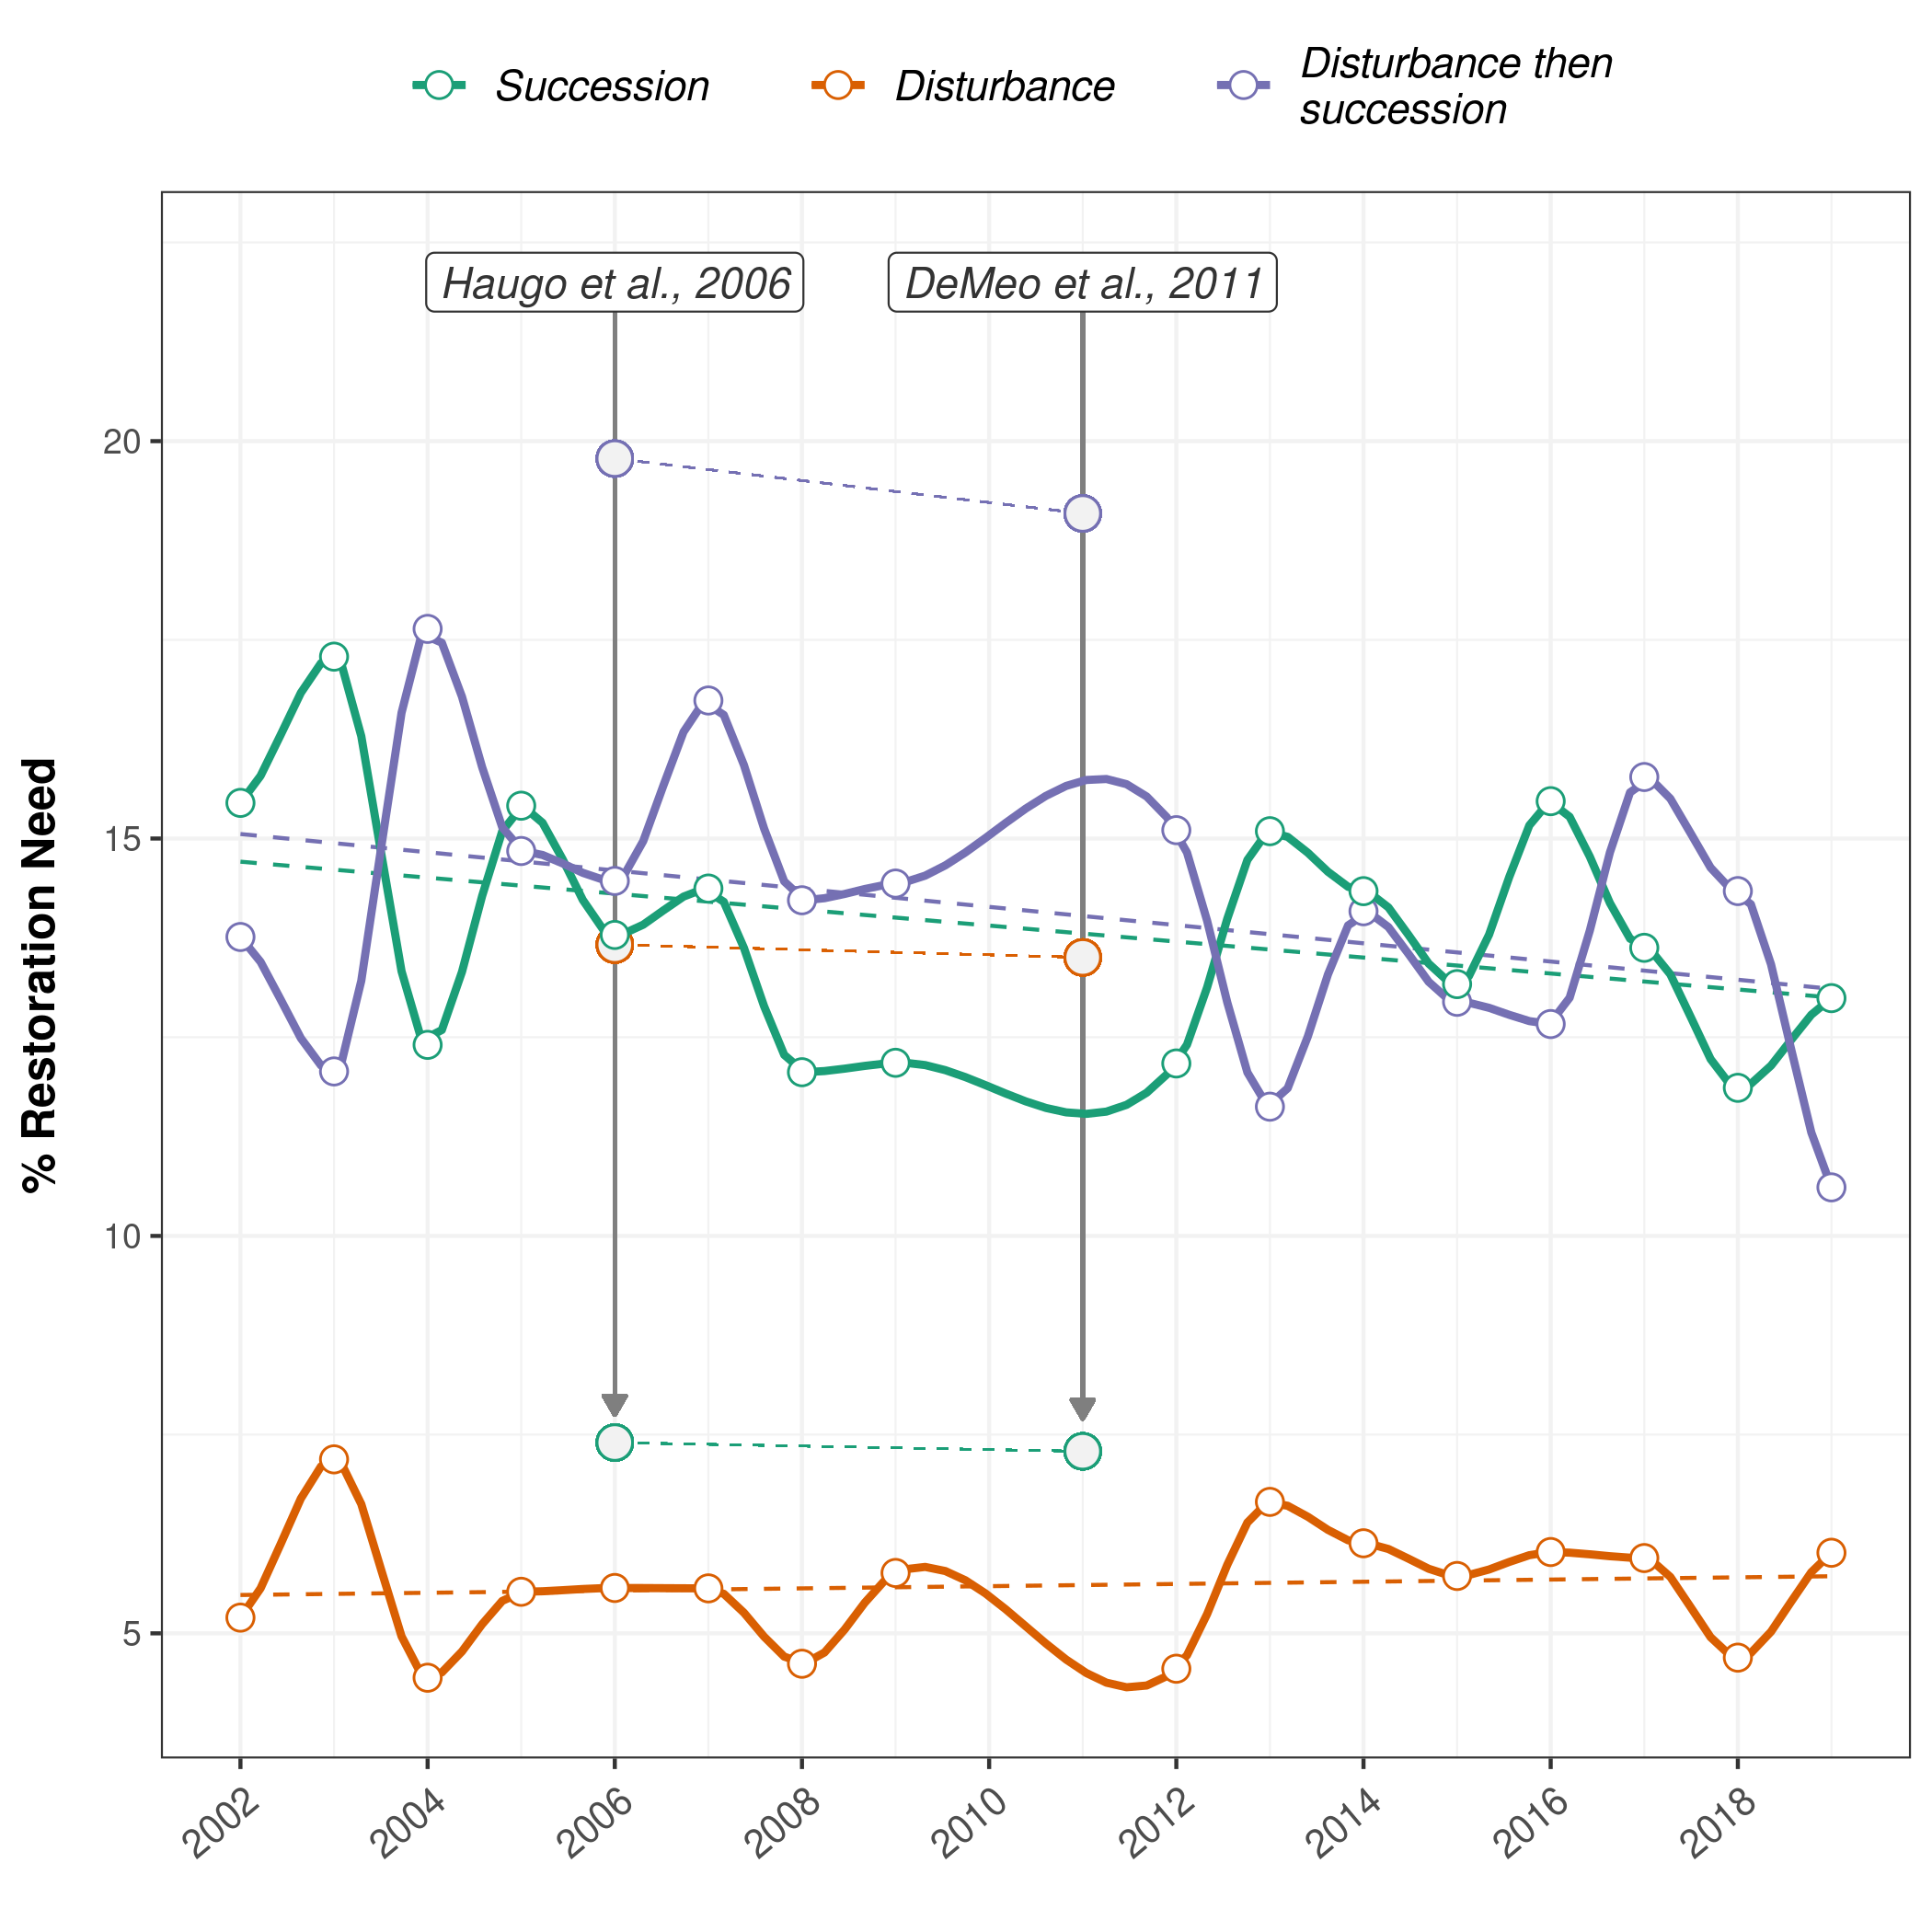 Succession
Disturbance
Disturbance then
succession
Haugo et al., 2006
DeMeo et al., 2011
% Restoration Need
20
15
10
5
2002
2004
2006
2008
2010
2012
2014
2016
2018